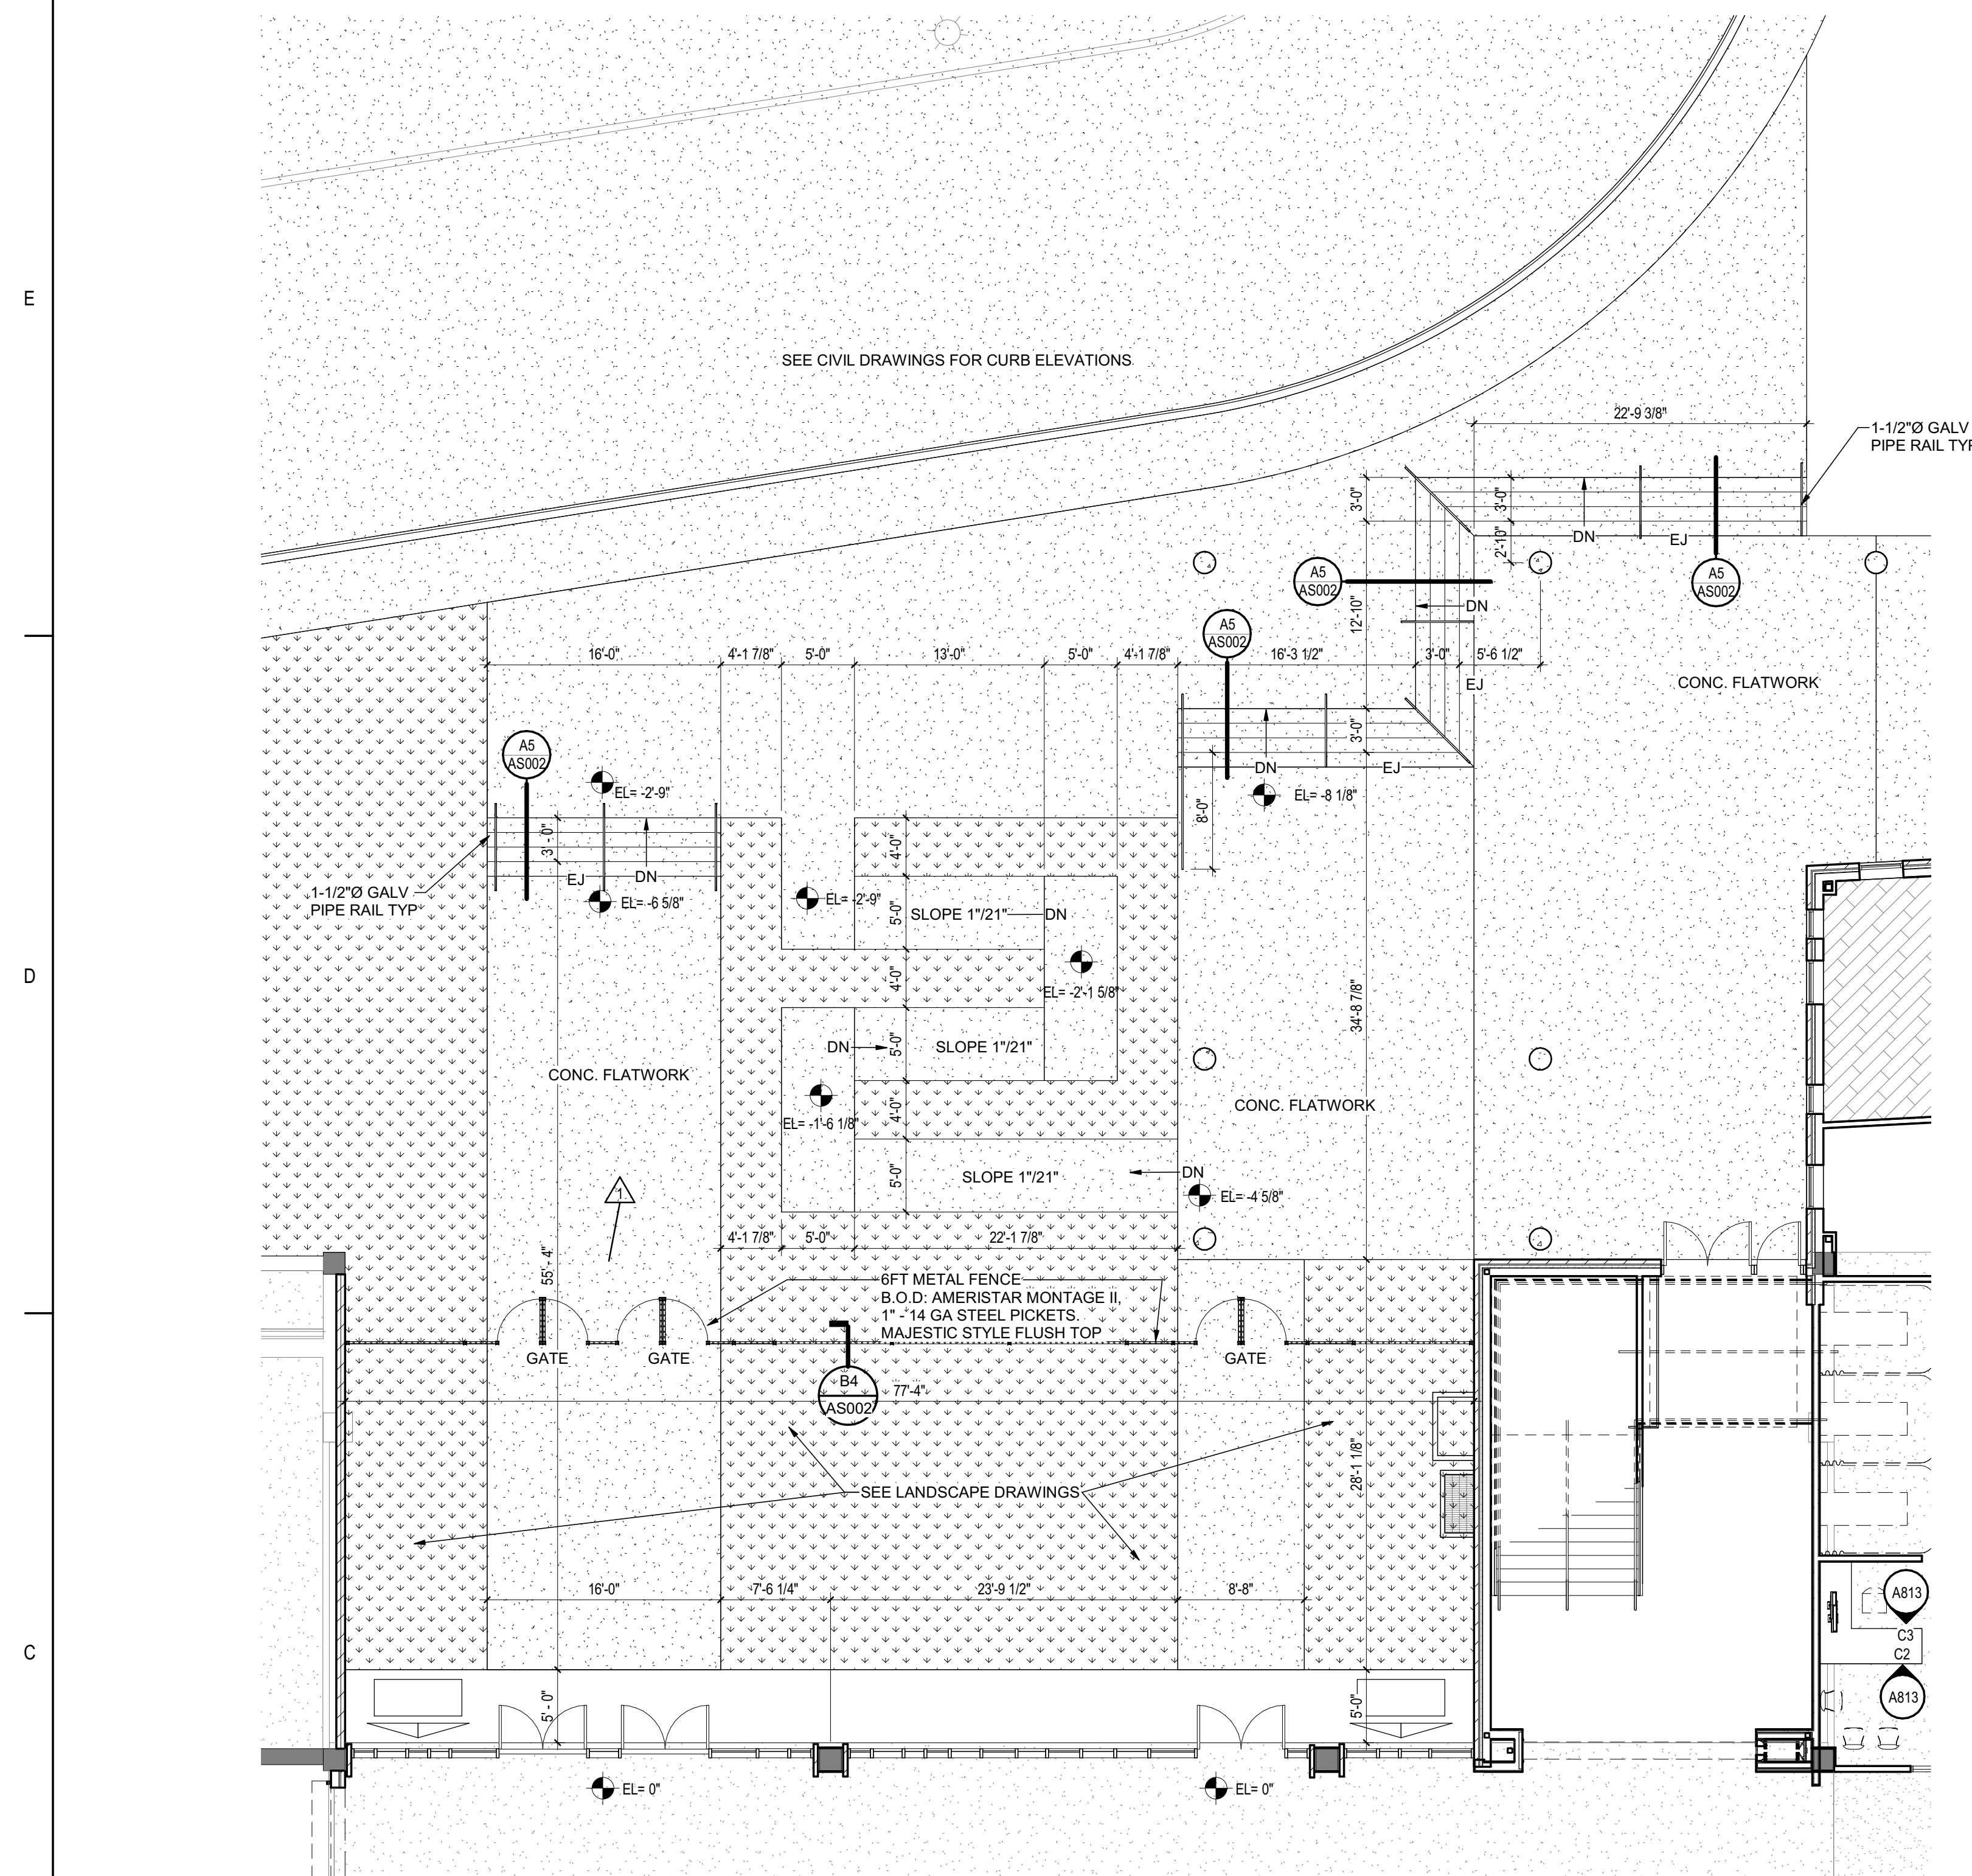 E
SEE CIVIL DRAWINGS FOR CURB ELEVATIONS
22'-9 3/8"
1-1/2"Ø GALV
PIPE RAIL TYP
3'-0"
3'-0"
2'-10"
DN
EJ
A5
AS002
A5
AS002
DN
12'-10"
A5
AS002
16'-0"
4'-1 7/8"
5'-0"
13'-0"
5'-0"
4'-1 7/8"
16'-3 1/2"
3'-0"
5'-6 1/2"
EJ
CONC. FLATWORK
3'-0"
DN
EJ
A5
AS002
EL= -2'-9"
EL= -8 1/8"
8'-0"
3' - 0"
4'-0"
EJ
DN
1-1/2"Ø GALV
PIPE RAIL TYP
EL= -6 5/8"
EL= -2'-9"
5'-0"
SLOPE 1"/21"
DN
D
4'-0"
EL= -2'-1 5/8"
34'-8 7/8"
DN
5'-0"
SLOPE 1"/21"
CONC. FLATWORK
EL= -1'-6 1/8"
4'-0"
CONC. FLATWORK
5'-0"
SLOPE 1"/21"
DN
1
EL= -4 5/8"
4'-1 7/8"
5'-0"
22'-1 7/8"
55' - 4"
6FT METAL FENCE
B.O.D: AMERISTAR MONTAGE II,
1" - 14 GA STEEL PICKETS.
MAJESTIC STYLE FLUSH TOP
GATE
GATE
GATE
B4
AS002
77'-4"
28'-1 1/8"
SEE LANDSCAPE DRAWINGS
16'-0"
7'-6 1/4"
23'-9 1/2"
8'-8"
A813
C3
C2
A813
C
5' - 0"
5'-0"
EL= 0"
EL= 0"